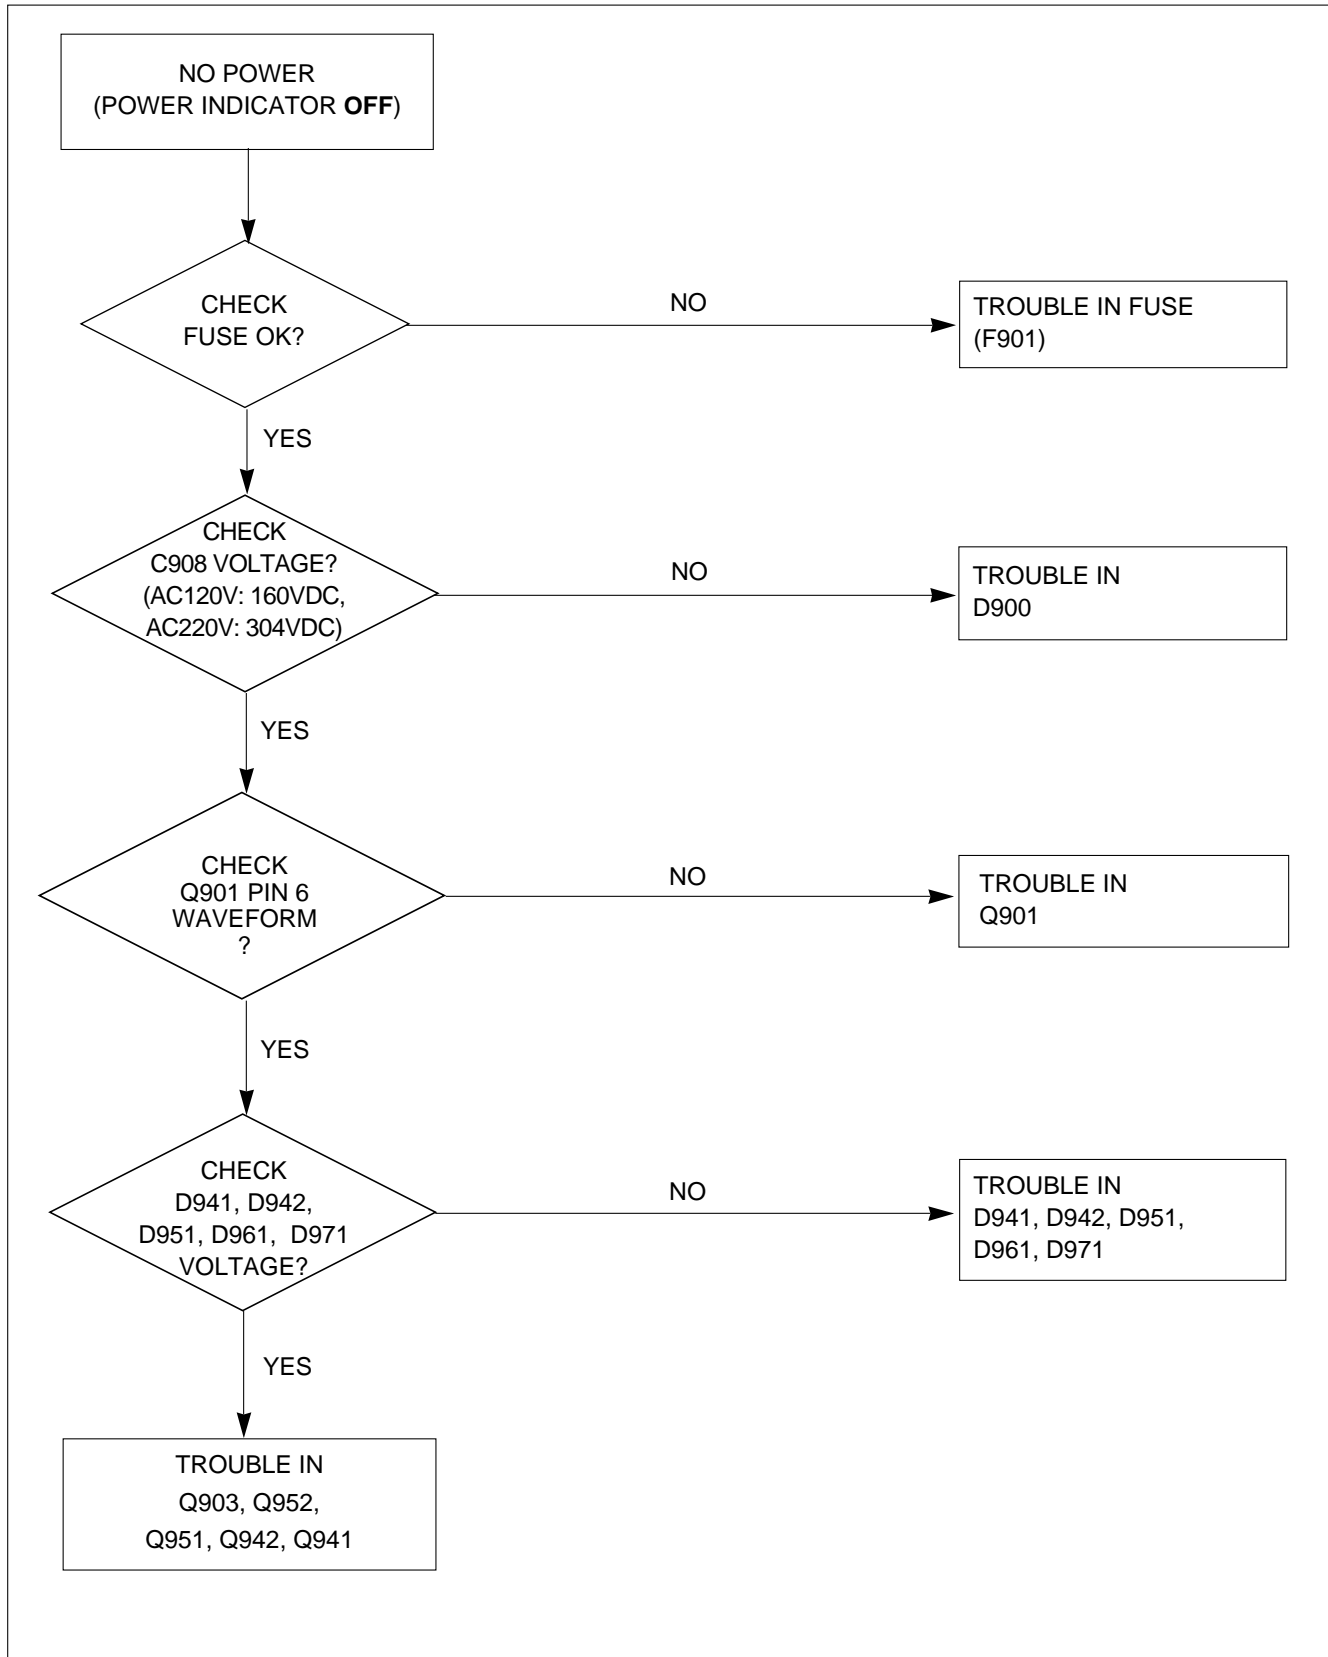 NO POWER
(POWER INDICATOR OFF)
CHECK
FUSE OK?
NO
TROUBLE IN FUSE
(F901)
YES
CHECK
C908 VOLTAGE?
(AC120V: 160VDC,
AC220V: 304VDC)
NO
TROUBLE IN
D900
YES
CHECK
Q901 PIN 6
WAVEFORM
?
NO
TROUBLE IN
Q901
YES
CHECK
D941, D942,
D951, D961, D971
VOLTAGE?
NO
TROUBLE IN
D941, D942, D951,
D961, D971
YES
TROUBLE IN
Q903, Q952,
Q951, Q942, Q941